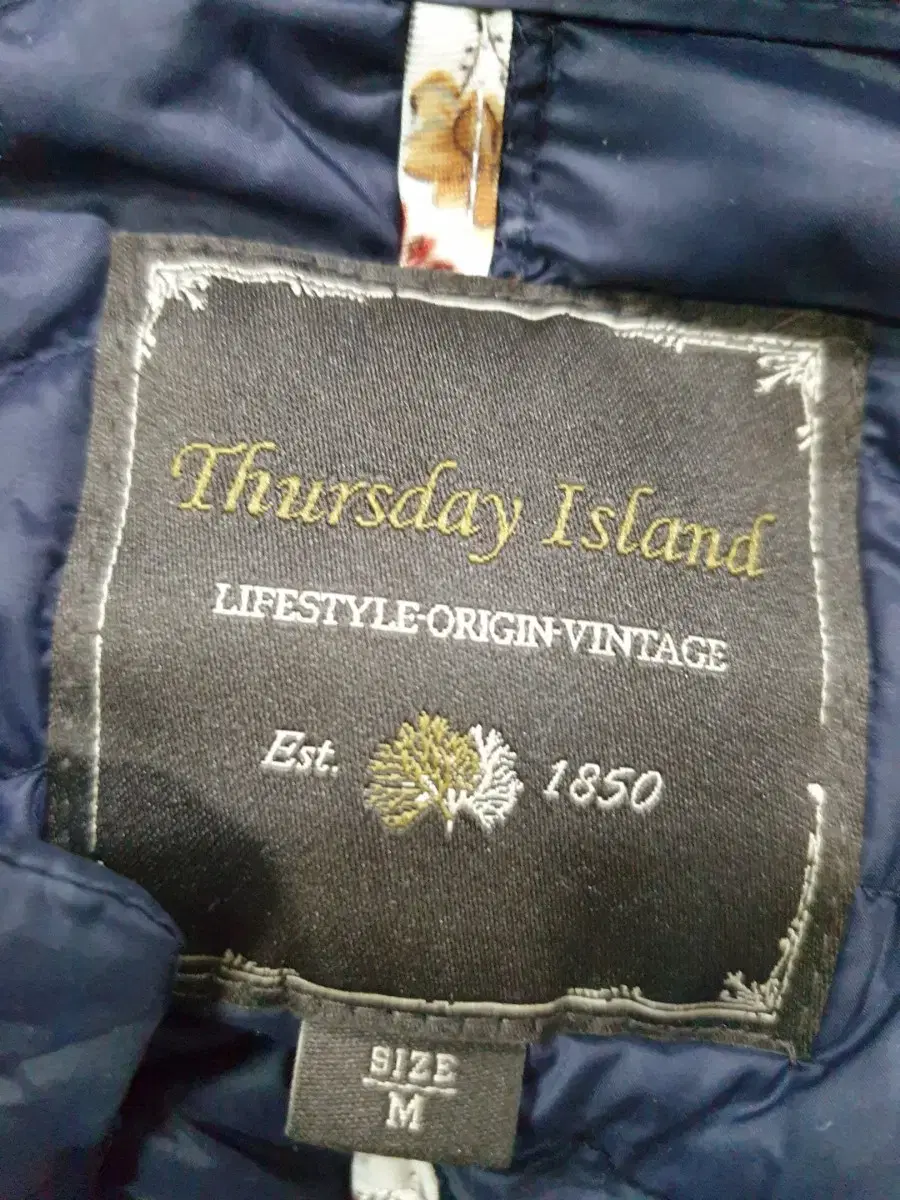 Thursday Island
LIFESTYLE-ORIGIN-VINTAGE
Est. 1850
SIZE
M